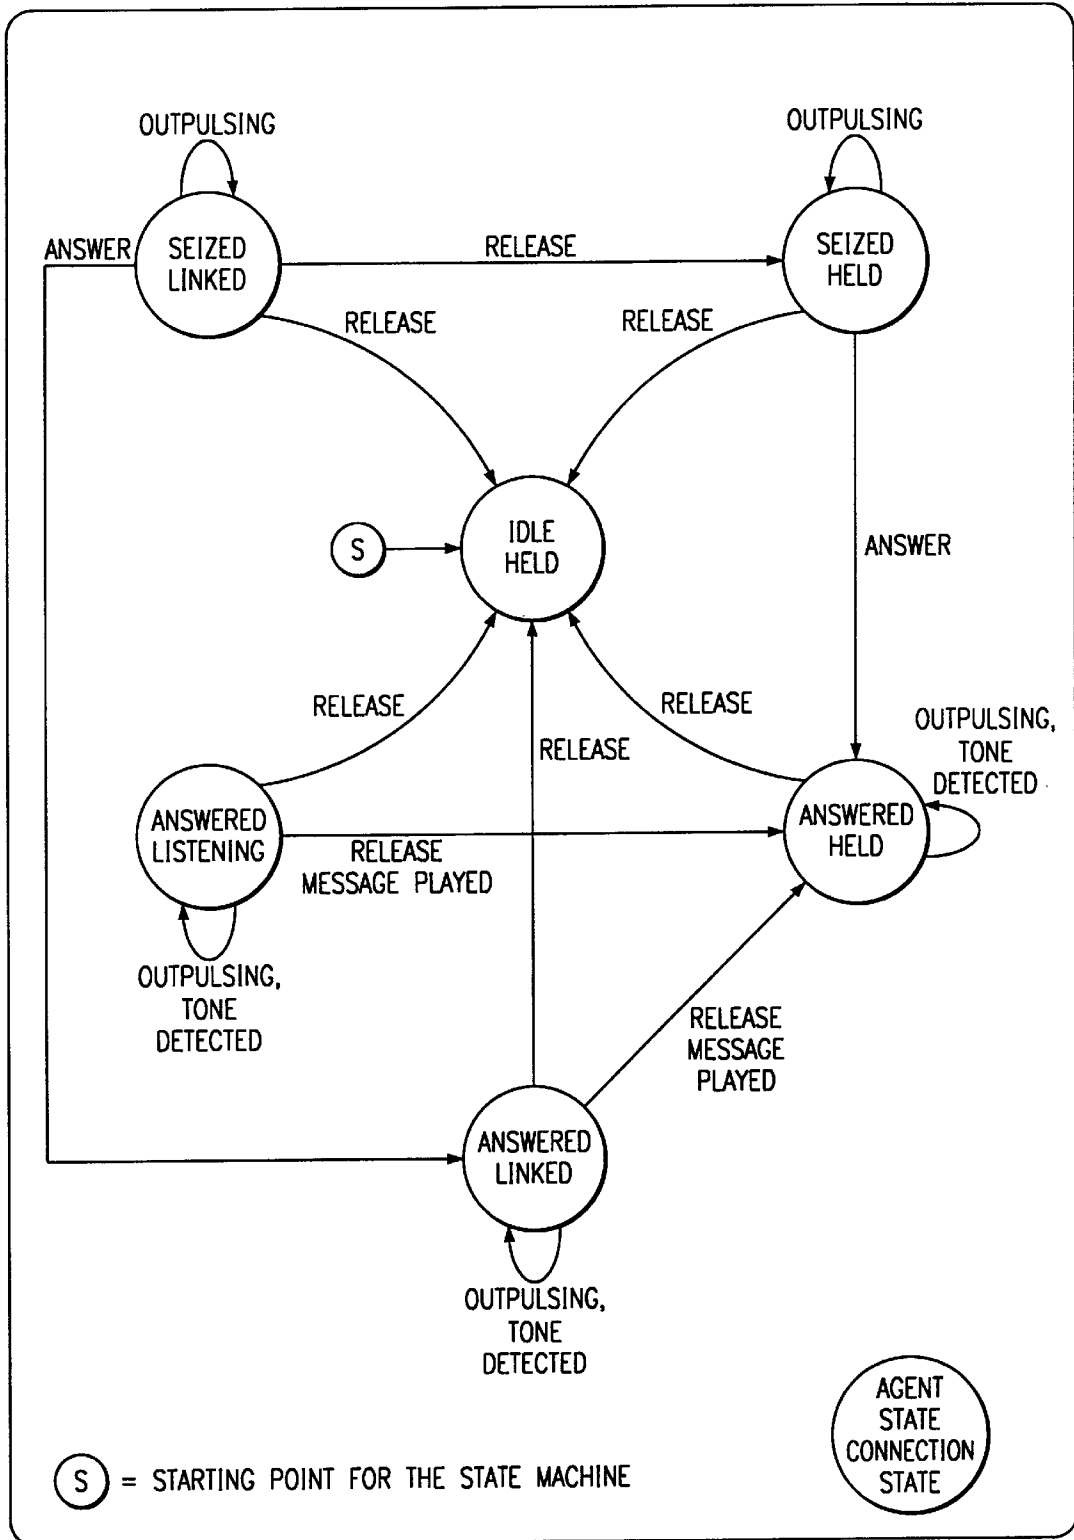 OUTPULSING
OUTPULSING
ANSWER
SEIZED
LINKED
RELEASE
SEIZED
HELD
RELEASE
RELEASE
IDLE
HELD
S
ANSWER
RELEASE
RELEASE
RELEASE
OUTPULSING,
TONE
DETECTED
ANSWERED
LISTENING
RELEASE
MESSAGE PLAYED
ANSWERED
HELD
OUTPULSING,
TONE
DETECTED
RELEASE
MESSAGE
PLAYED
ANSWERED
LINKED
OUTPULSING,
TONE
DETECTED
AGENT
STATE
CONNECTION
STATE
S = STARTING POINT FOR THE STATE MACHINE